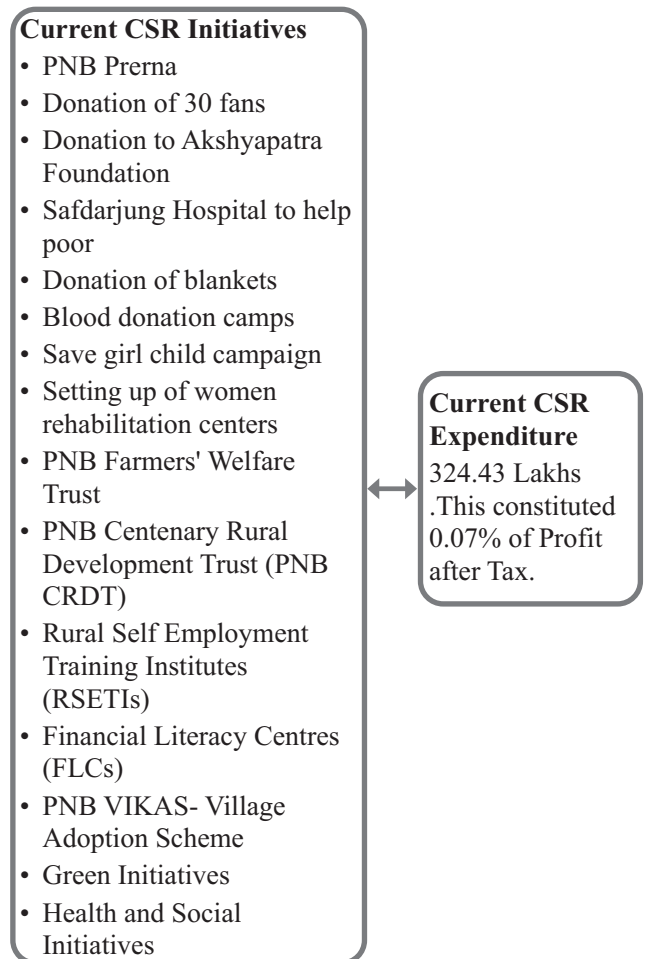 Current CSR Initiatives
• PNB Prerna
• Donation of 30 fans
• Donation to Akshyapatra
Foundation
• Safdarjung Hospital to help
poor
• Donation of blankets
• Blood donation camps
• Save girl child campaign
• Setting up of women
rehabilitation centers
• PNB Farmers' Welfare
Trust
• PNB Centenary Rural
Development Trust (PNB
CRDT)
• Rural Self Employment
Training Institutes
(RSETIs)
• Financial Literacy Centres
(FLCs)
• PNB VIKAS- Village
Adoption Scheme
• Green Initiatives
• Health and Social
Initiatives
Current CSR
Expenditure
324.43 Lakhs
.This constituted
0.07% of Profit
after Tax.